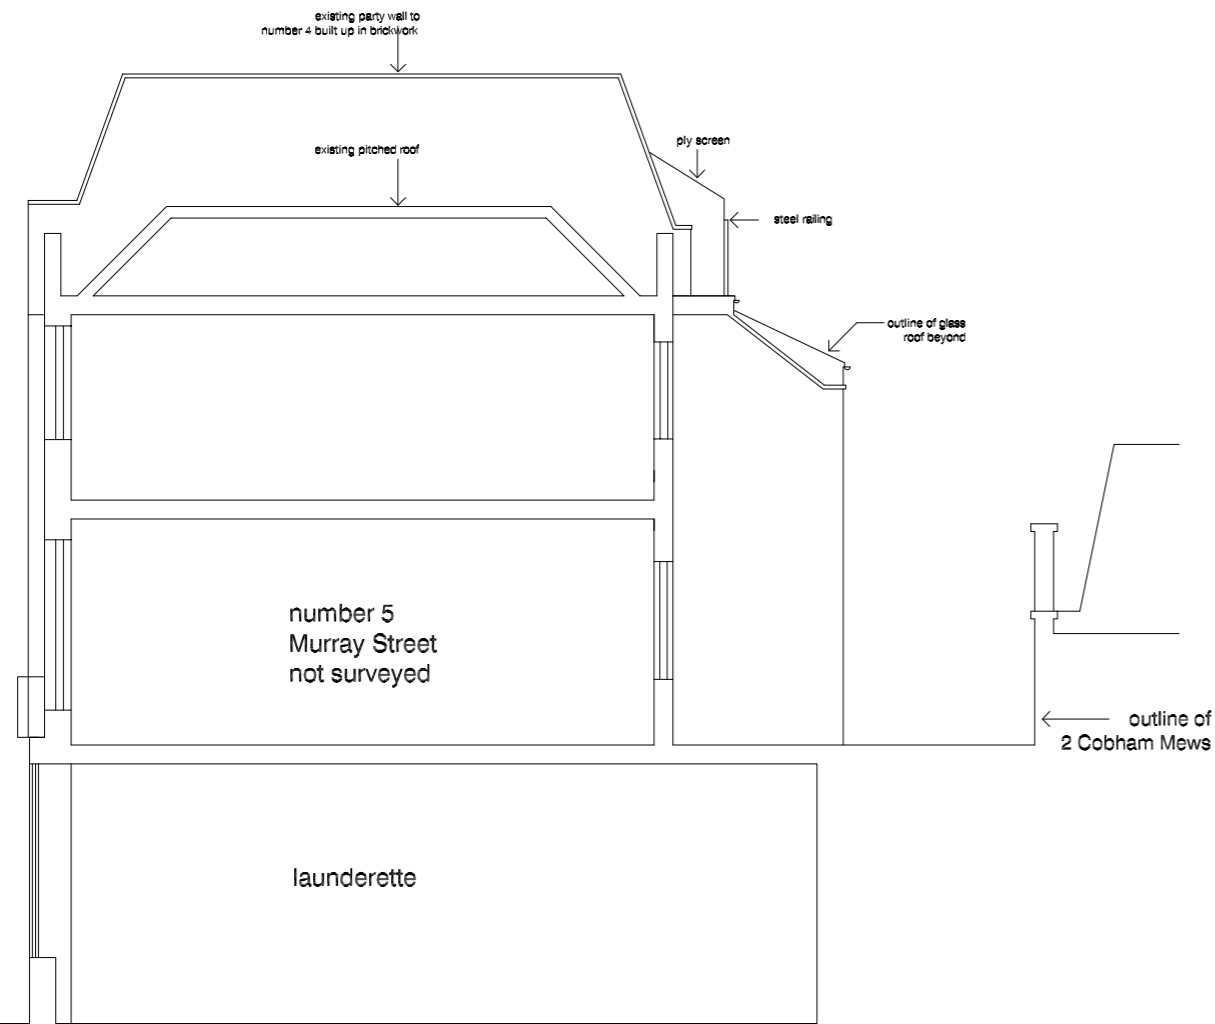 existing party wall to
number 4 built up in brickwork
existing pitched roof
ply screen
steel railing
outline of glass
roof beyond
number 5
Murray Street
not surveyed
outline of
2 Cobham Mews
launderette